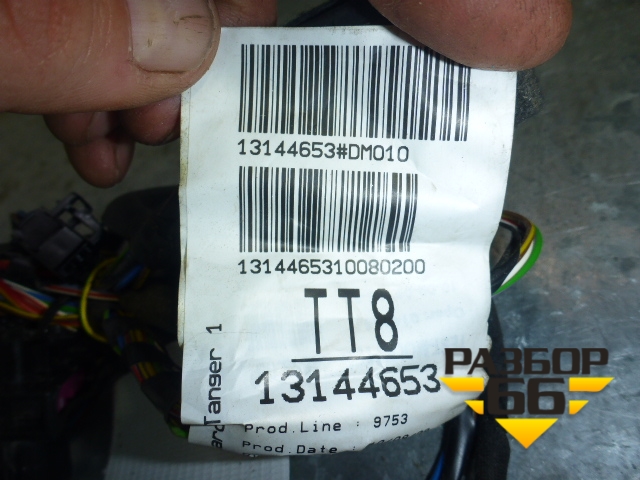 13144653#DM010
1314465310080200
TT8
13144653
Prod.Line : 9753
Prod.Date :
Tanger 1
РАЗБОР
66